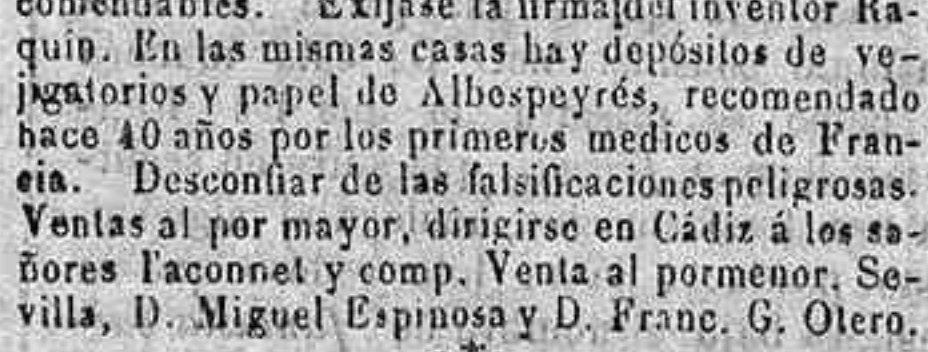 comendables. Exíjase la firma del inventor Ra-
quin. En las mismas casas hay depósitos de ve-
jigatorios y papel de Albespeyrés, recomendado
hace 40 años por los primeros medicos de Fran-
cia. Desconfiar de las falsificaciones peligrosas.
Ventas al por mayor, dirigirse en Cádiz á los se-
ñores Paconnet y comp. Venta al pormenor, Se-
villa, D. Miguel Espinosa y D. Franc. G. Otero.